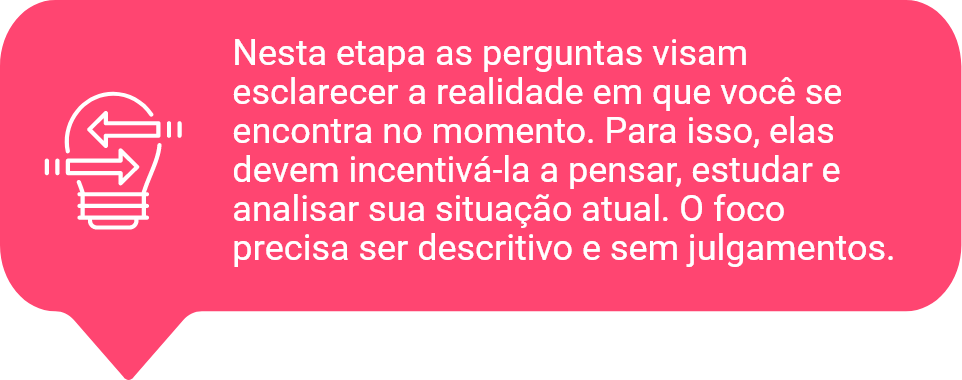 Nesta etapa as perguntas visam
esclarecer a realidade em que você se
encontra no momento. Para isso, elas
devem incentivá-la a pensar, estudar e
analisar sua situação atual. O foco
precisa ser descritivo e sem julgamentos.